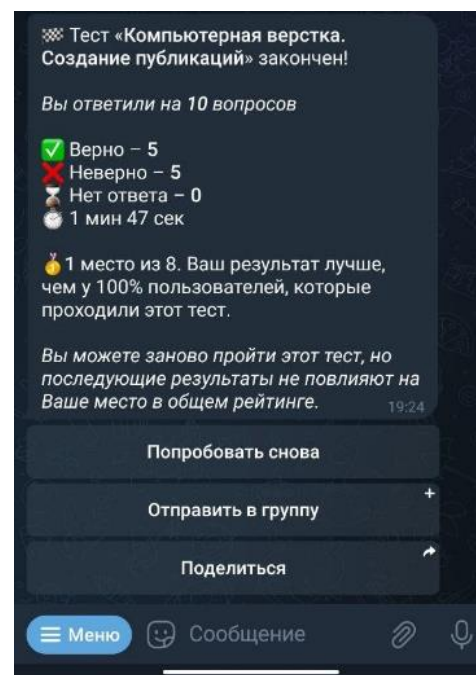 🏁 Тест «Компьютерная верстка.
Создание публикаций» закончен!
Вы ответили на 10 вопросов
✅ Верно – 5
❌ Неверно – 5
⌛ Нет ответа – 0
⏱ 1 мин 47 сек
🥇1 место из 8. Ваш результат лучше,
чем у 100% пользователей, которые
проходили этот тест.
Вы можете заново пройти этот тест, но
последующие результаты не повлияют на
Ваше место в общем рейтинге.
19:24
Попробовать снова
Отправить в группу
Поделиться
Меню
Сообщение